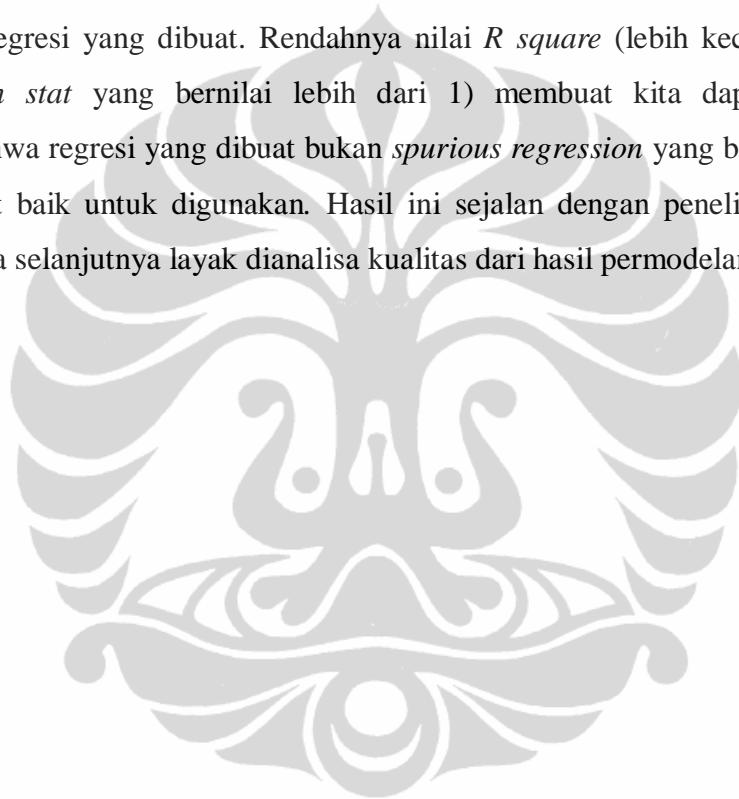 egresi yang dibuat. Rendahnya nilai R square (lebih kec
stat yang bernilai lebih dari 1) membuat kita dap
wa regresi yang dibuat bukan spurious regression yang b
baik untuk digunakan. Hasil ini sejalan dengan peneli
selanjutnya layak dianalisa kualitas dari hasil permodelan